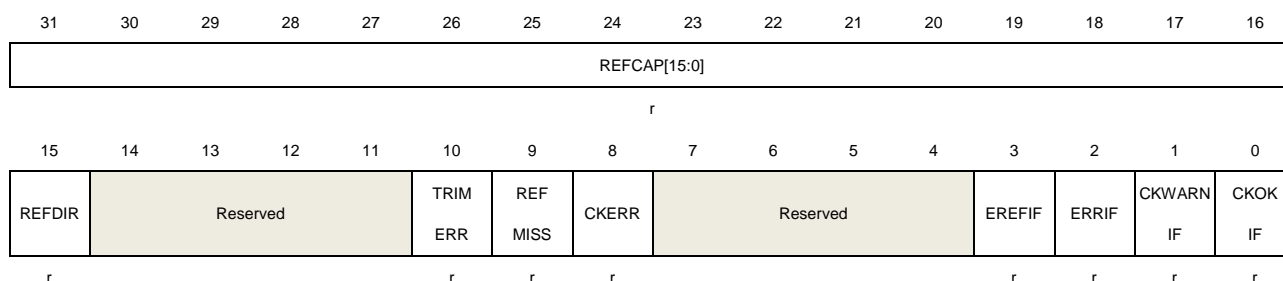 31 30 29 28 27 26 25 24 23 22 21 20 19 18 17 16
REFCAP[15:0]
r
15 14 13 12 11 10 9 8 7 6 5 4 3 2 1 0
REFDIR Reserved TRIM ERR REF MISS CKERR Reserved EREFIF ERRIF CKWARN IF CKOK IF
r r r r r r r r